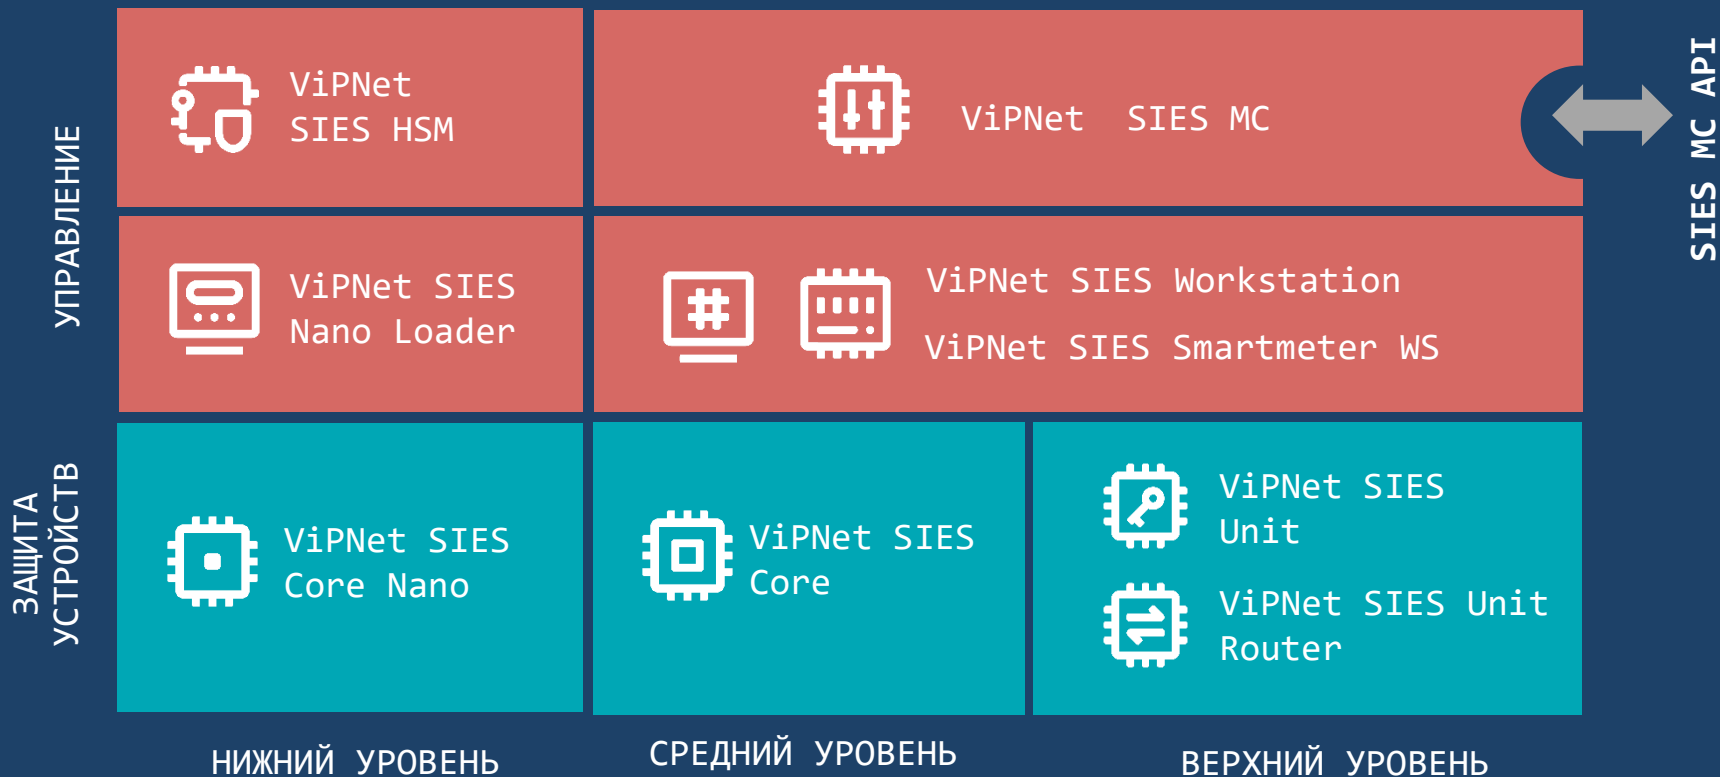 УПРАВЛЕНИЕ
ViPNet
SIES HSM
ViPNet SIES MC
SIES MC API
ViPNet SIES
Nano Loader
ViPNet SIES Workstation
ViPNet SIES Smartmeter WS
ЗАЩИТА
УСТРОЙСТВ
ViPNet SIES
Core Nano
ViPNet SIES
Core
ViPNet SIES
Unit
ViPNet SIES Unit
Router
НИЖНИЙ УРОВЕНЬ
СРЕДНИЙ УРОВЕНЬ
ВЕРХНИЙ УРОВЕНЬ